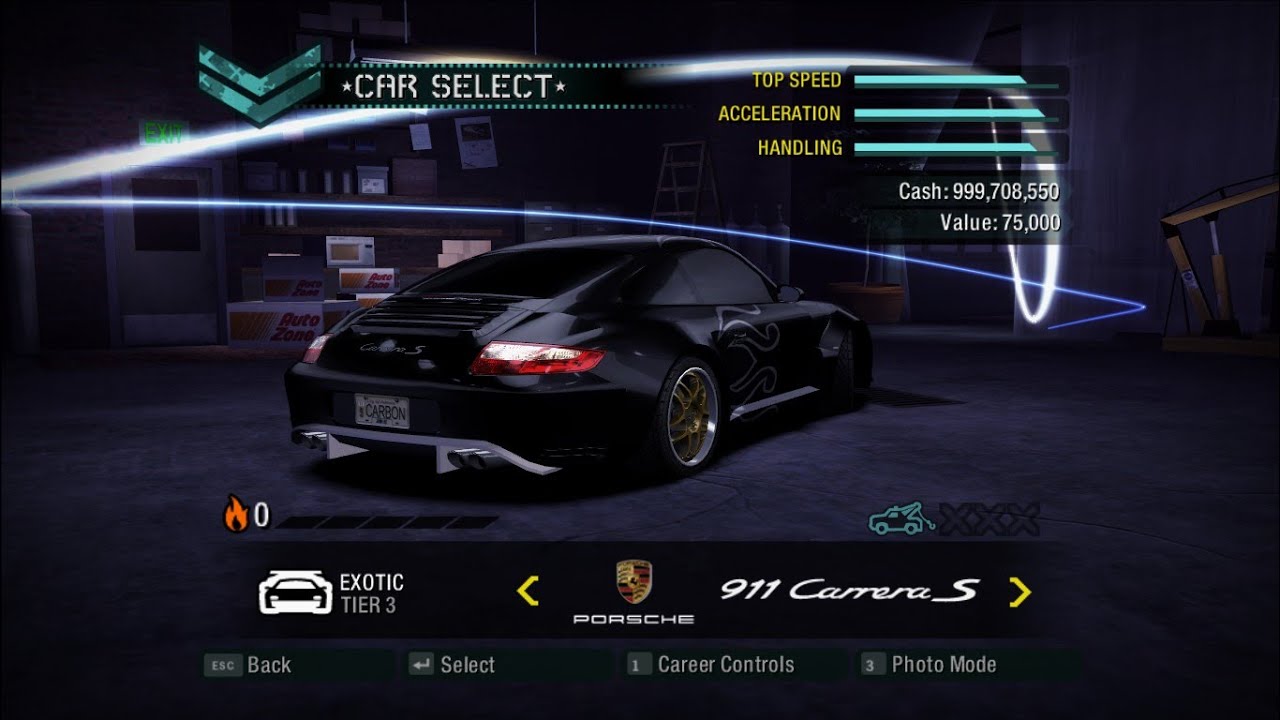 ★CAR SELECT★
TOP SPEED
ACCELERATION
HANDLING
EXIT
Cash: 999,708,550
Value: 75,000
Auto Zone
Auto Zone
Auto
Zone
Carrera S
CARBON
0
XXX
EXOTIC
TIER 3
PORSCHE
911 Carrera S
ESC Back
↵ Select
1 Career Controls
3 Photo Mode